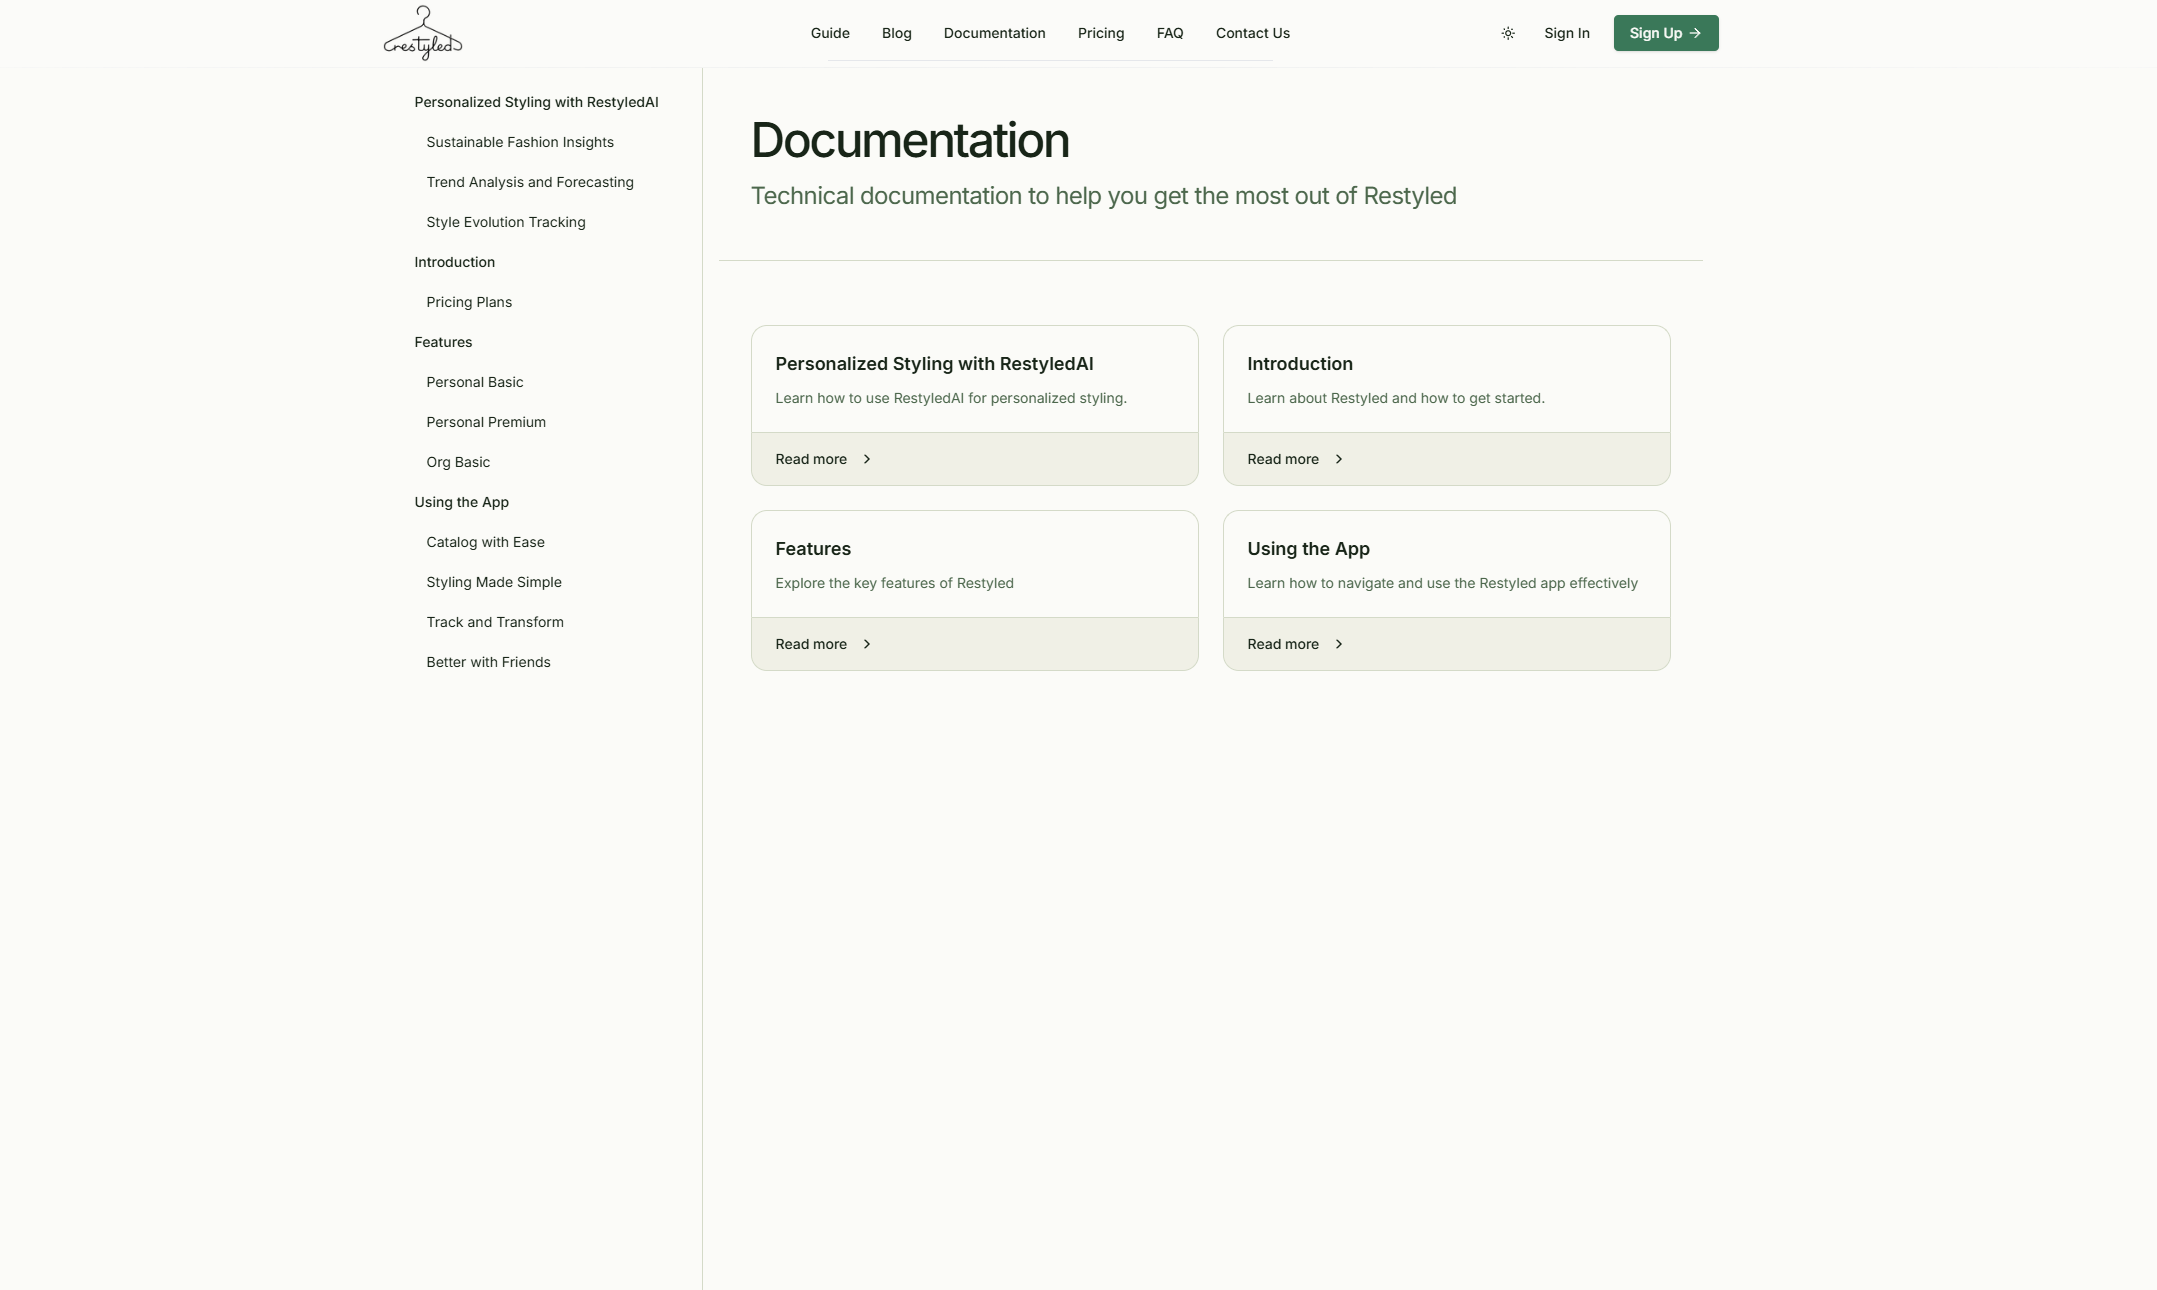 restyled
Guide Blog Documentation Pricing FAQ Contact Us
Sign In
Sign Up →
Personalized Styling with RestyledAI
Sustainable Fashion Insights
Trend Analysis and Forecasting
Style Evolution Tracking
Introduction
Pricing Plans
Features
Personal Basic
Personal Premium
Org Basic
Using the App
Catalog with Ease
Styling Made Simple
Track and Transform
Better with Friends
Documentation
Technical documentation to help you get the most out of Restyled
Personalized Styling with RestyledAI
Learn how to use RestyledAI for personalized styling.
Read more
Introduction
Learn about Restyled and how to get started.
Read more
Features
Explore the key features of Restyled
Read more
Using the App
Learn how to navigate and use the Restyled app effectively
Read more